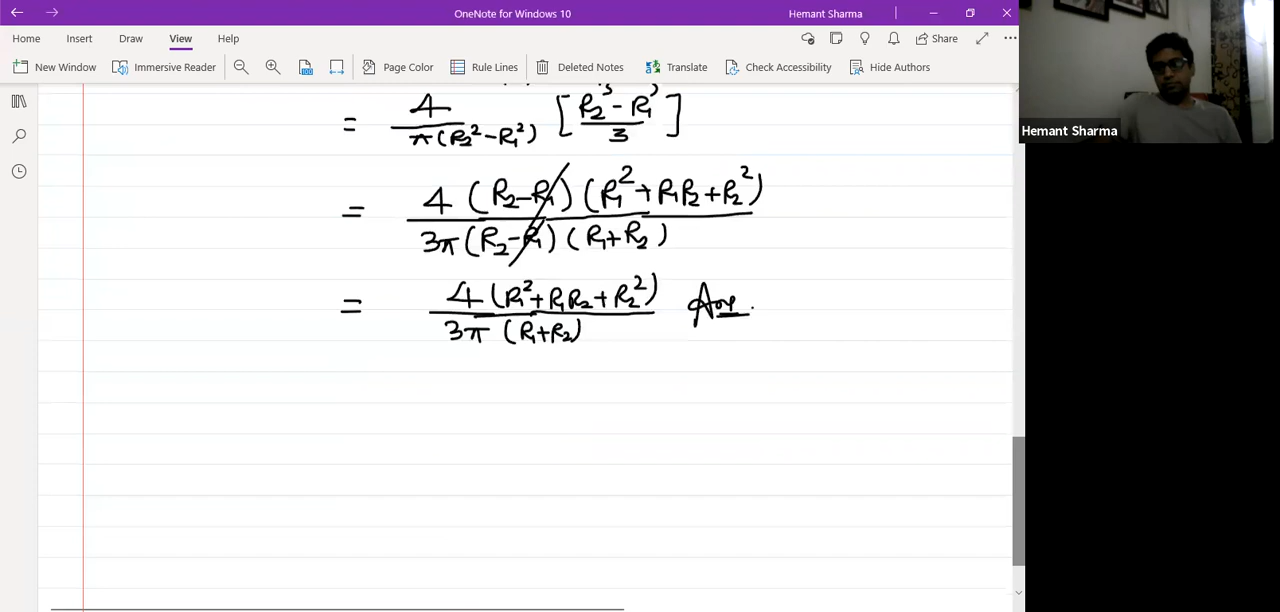 OneNote for Windows 10
Hemant Sharma
Home Insert Draw View Help
Share
New Window Immersive Reader Page Color Rule Lines Deleted Notes Translate Check Accessibility Hide Authors
Hemant Sharma
= 4/(π(R₂²-R₁²)) [(R₂³-R₁³)/3]
= 4(R₂-R₁)(R₁²+R₁R₂+R₂²)/(3π(R₂-R₁)(R₁+R₂))
= 4(R₁²+R₁R₂+R₂²)/(3π(R₁+R₂)) Ans.